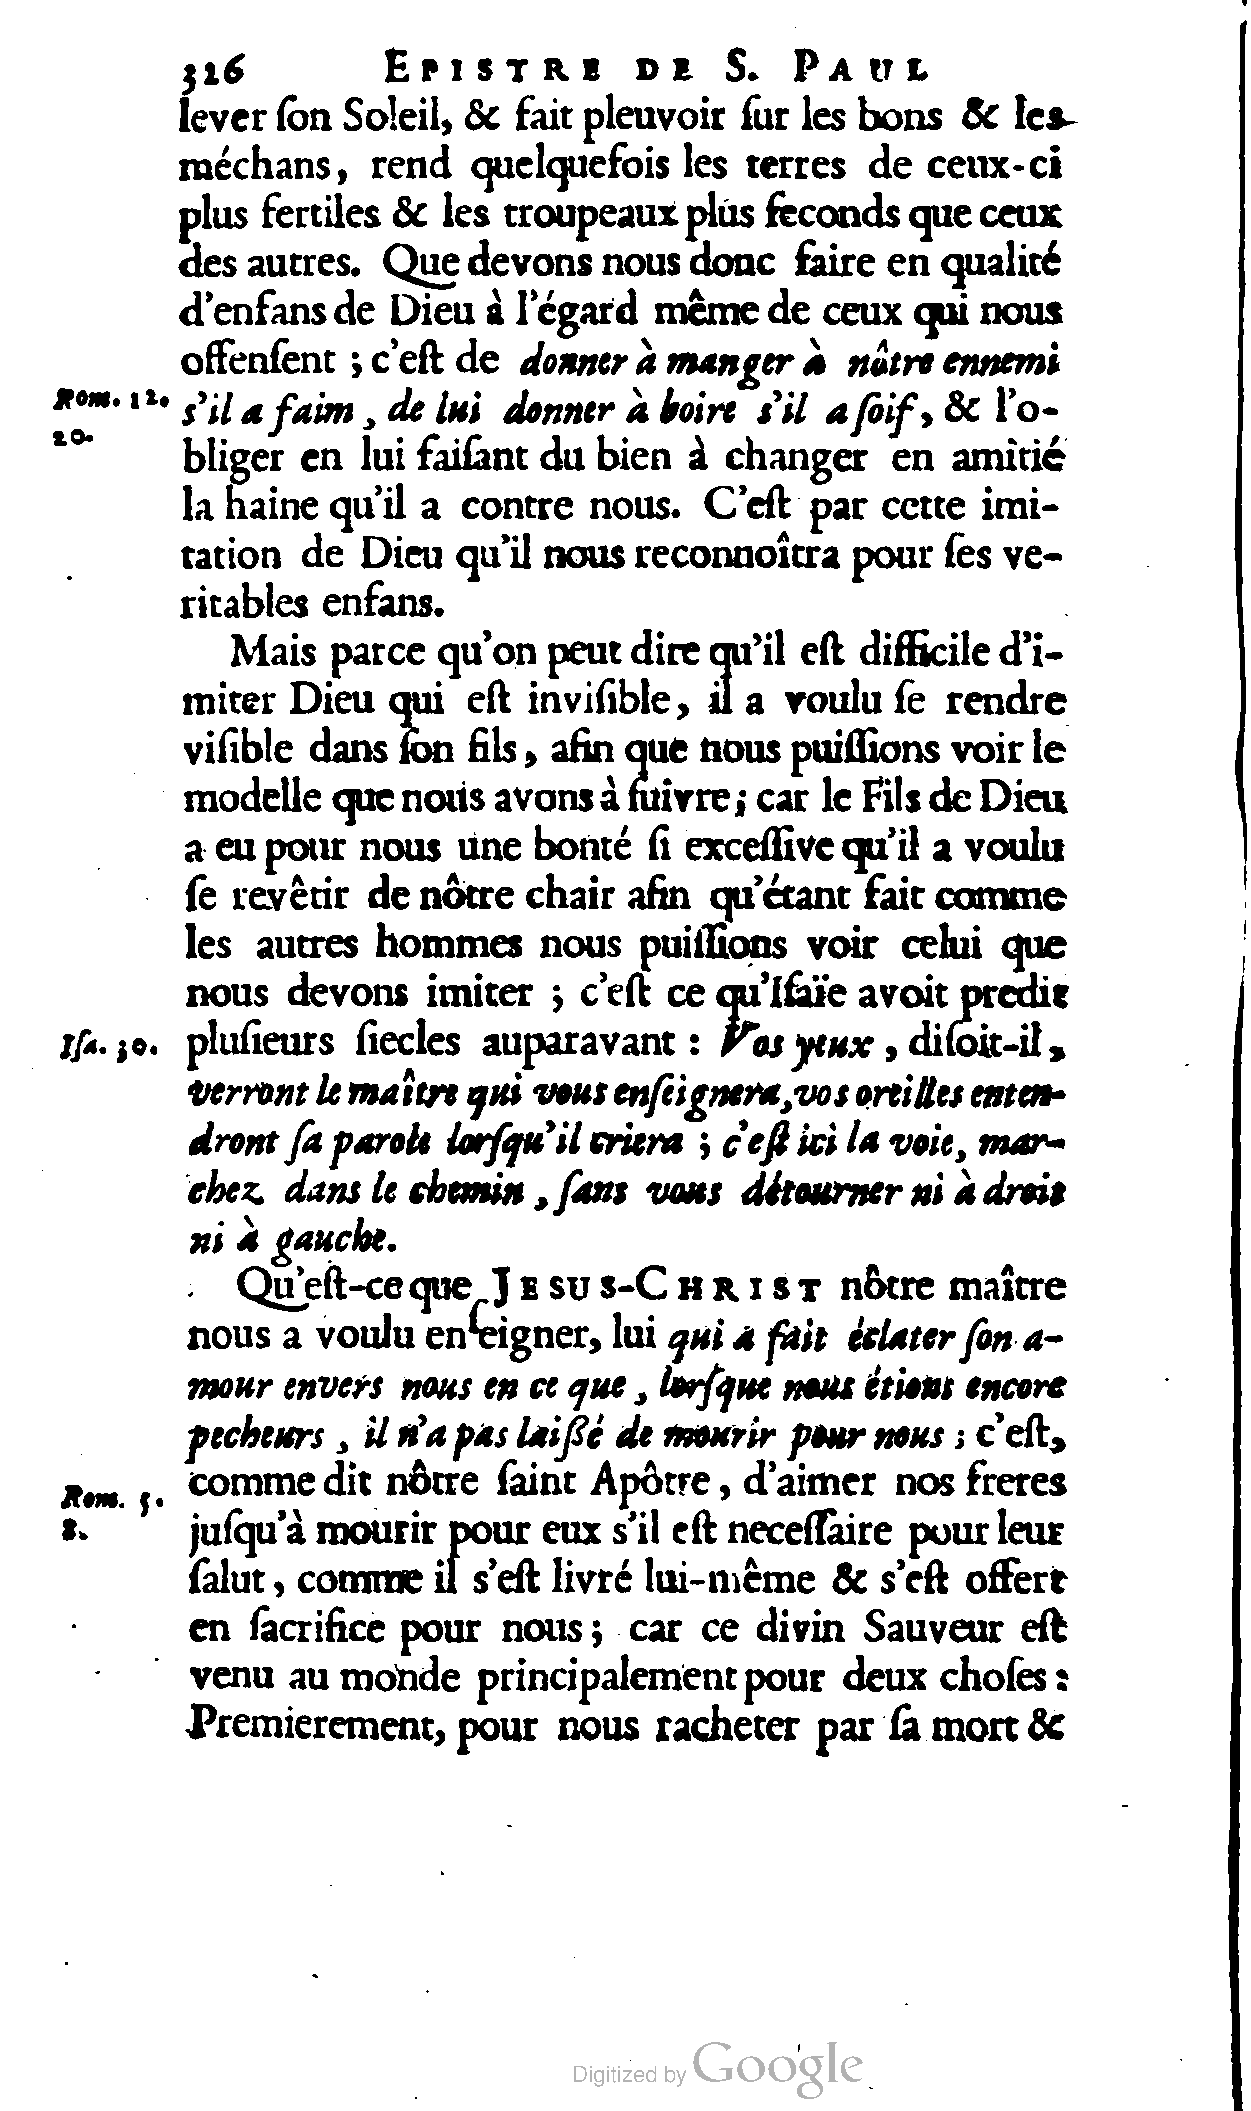 326 EPISTRE DE S. PAUL
lever ſon Soleil, & fait pleuvoir ſur les bons & les
méchans, rend quelquefois les terres de ceux-ci
plus fertiles & les troupeaux plus feconds que ceux
des autres. Que devons nous donc faire en qualité
d'enfans de Dieu à l'égard même de ceux qui nous
offenſent ; c'eſt de donner à manger à nôtre ennemi
Rom. 12. s'il a faim, de lui donner à boire s'il a ſoif, & l'o-
20.
bliger en lui faiſant du bien à changer en amitié
la haine qu'il a contre nous. C'eſt par cette imi-
tation de Dieu qu'il nous reconnoîtra pour ſes ve-
ritables enfans.
Mais parce qu'on peut dire qu'il eſt difficile d'i-
miter Dieu qui eſt inviſible, il a voulu ſe rendre
viſible dans ſon fils, afin que nous puiſſions voir le
modelle que nous avons à ſuivre; car le Fils de Dieu
a eu pour nous une bonté ſi exceſſive qu'il a voulu
ſe revêtir de nôtre chair afin qu'étant fait comme
les autres hommes nous puiſſions voir celui que
nous devons imiter ; c'eſt ce qu'Iſaïe avoit predit
Iſa. 30. pluſieurs ſiecles auparavant : Vos yeux, diſoit-il,
verront le maître qui vous enſeignera, vos oreilles enten-
dront ſa parole lorſqu'il criera ; c'eſt ici la voie, mar-
chez dans le chemin, ſans vous détourner ni à droit
ni à gauche.
Qu'eſt-ce que JESUS-CHRIST nôtre maître
nous a voulu enſeigner, lui qui a fait éclater ſon a-
mour envers nous en ce que, lorſque nous étions encore
pecheurs, il n'a pas laißé de mourir pour nous ; c'eſt,
comme dit nôtre ſaint Apôtre, d'aimer nos freres
Rom. 5.
8. juſqu'à mourir pour eux s'il eſt neceſſaire pour leur
ſalut, comme il s'eſt livré lui-même & s'eſt offert
en ſacrifice pour nous ; car ce divin Sauveur eſt
venu au monde principalement pour deux choſes :
Premierement, pour nous racheter par ſa mort &
Digitized by Google